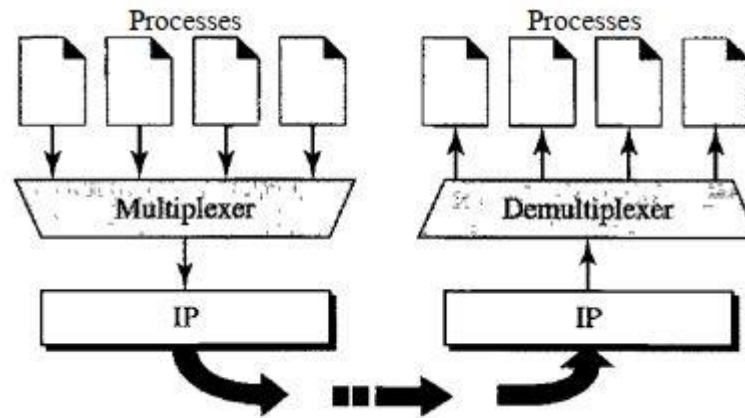 Processes
Processes
Multiplexer
Demultiplexer
IP
IP